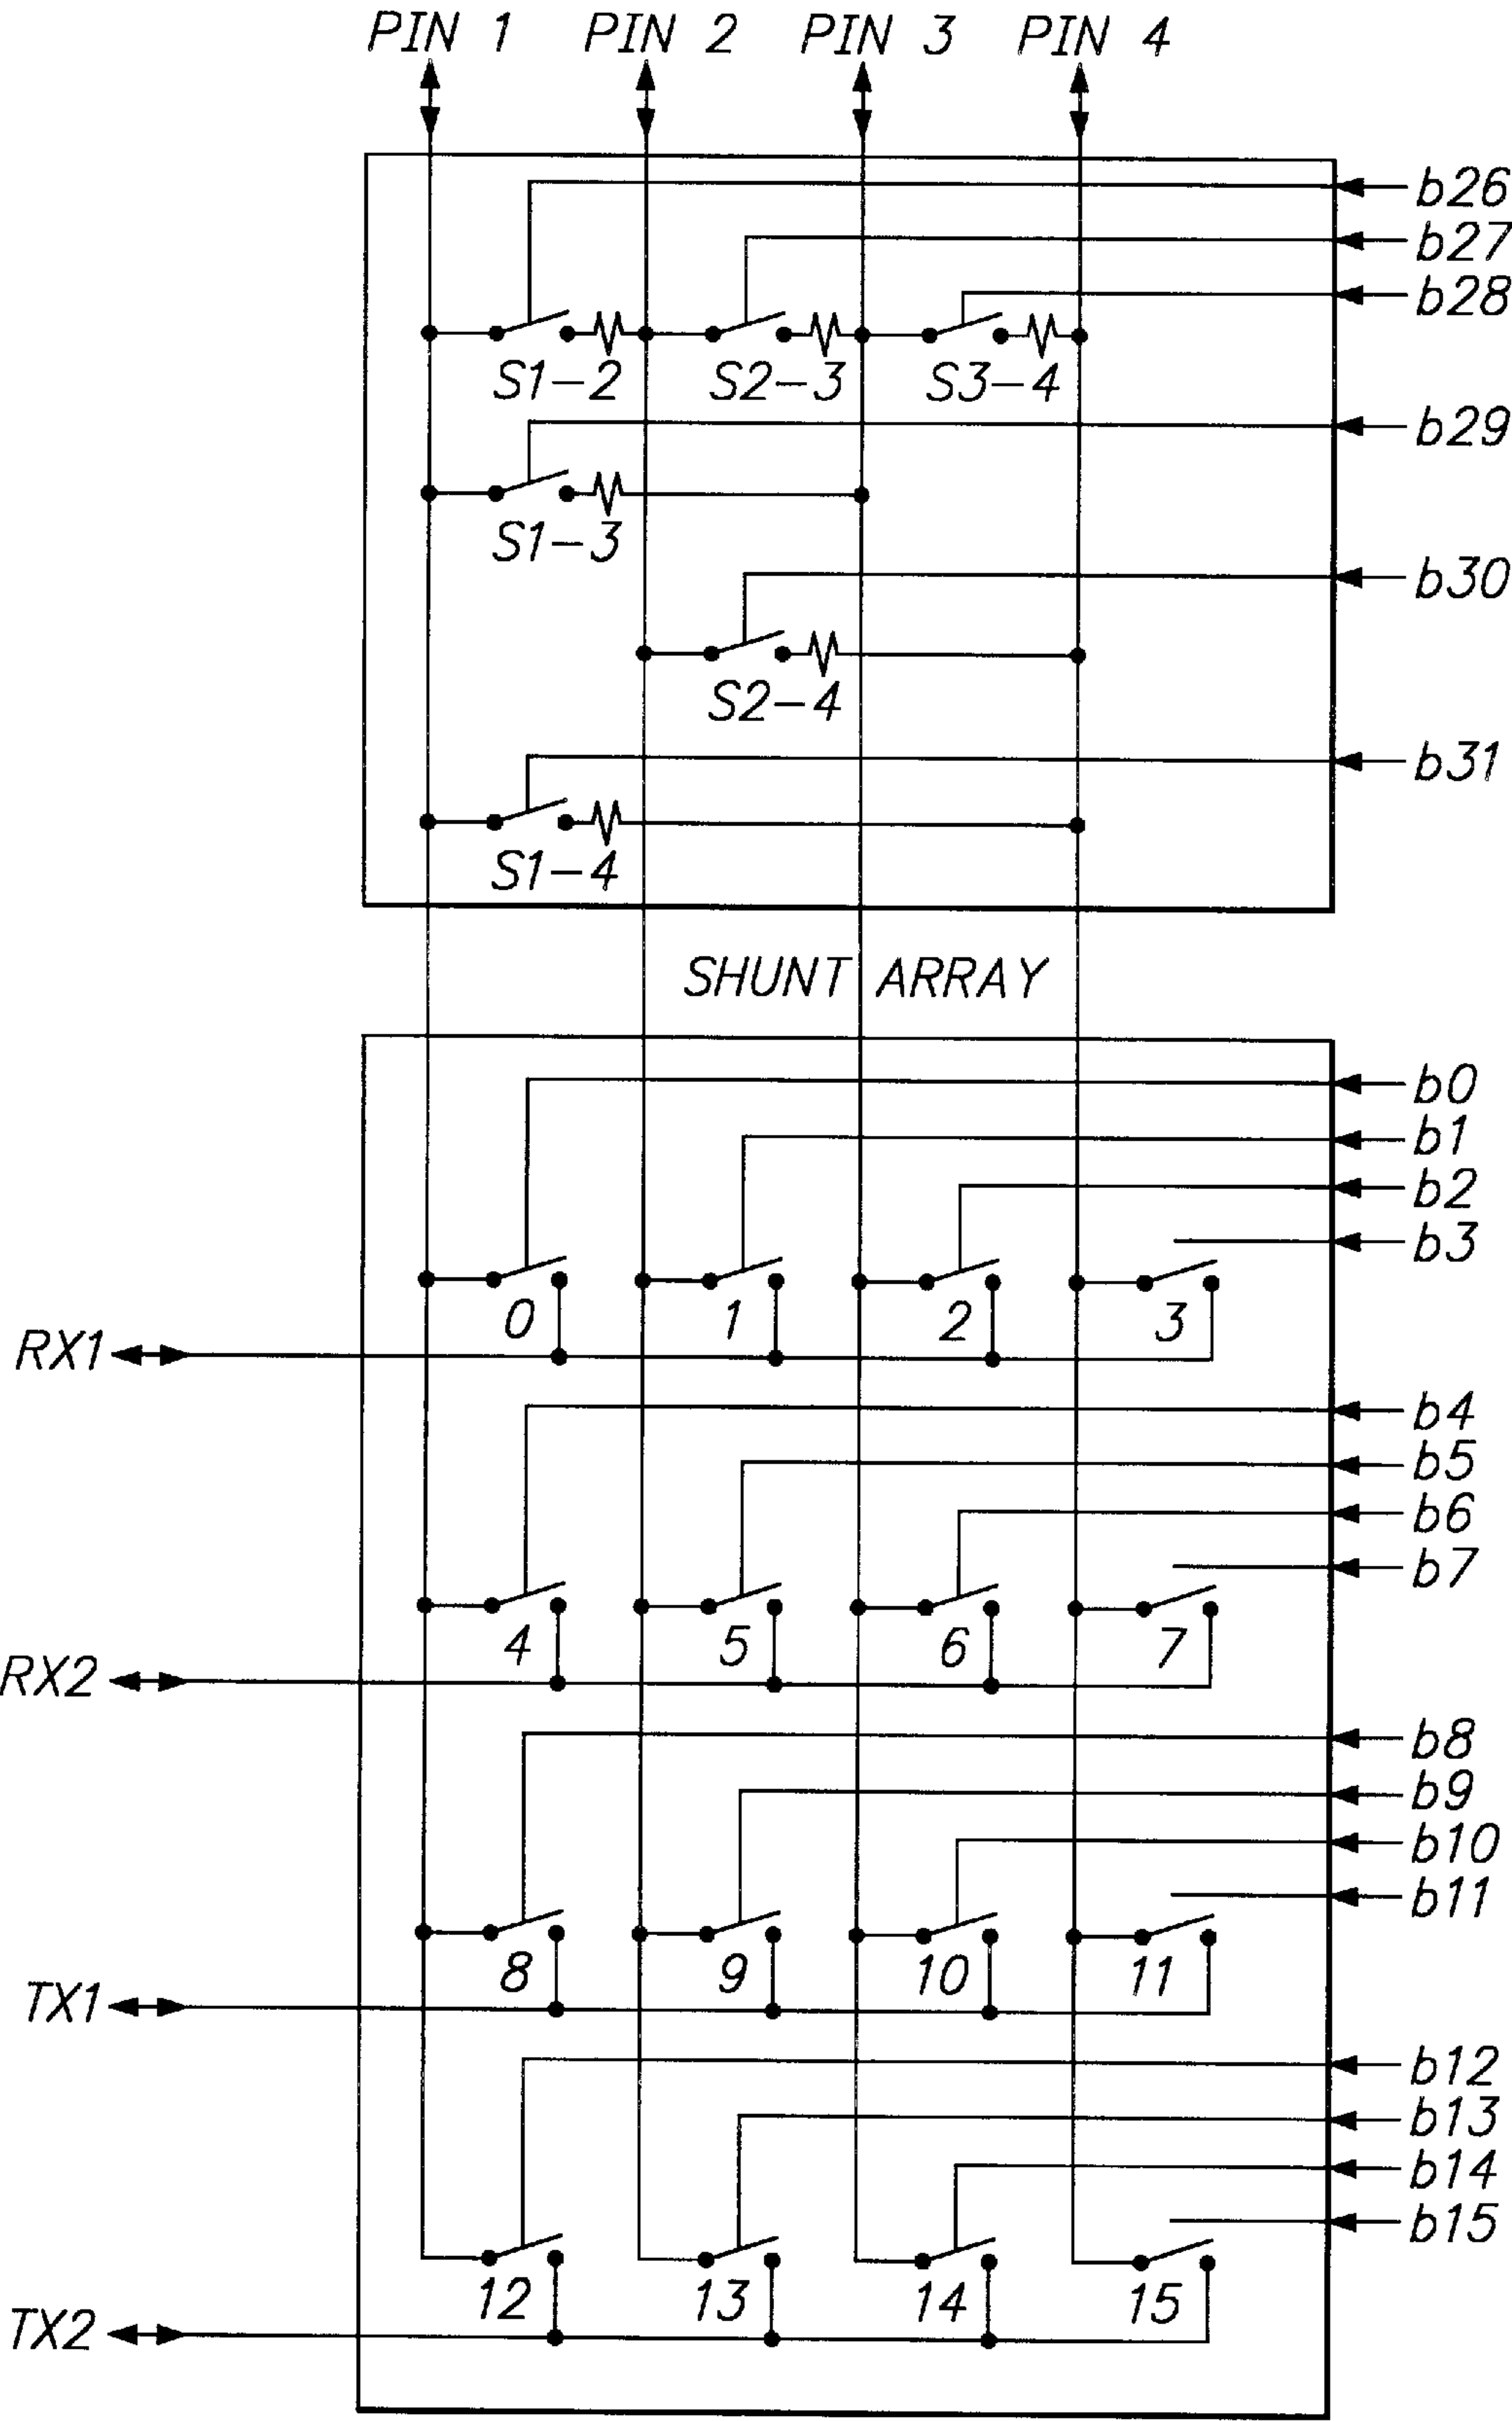 PIN 1 PIN 2 PIN 3 PIN 4
b26
b27
b28
S1-2 S2-3 S3-4
b29
S1-3
b30
S2-4
b31
S1-4
SHUNT ARRAY
b0
b1
b2
b3
0 1 2 3
RX1
b4
b5
b6
b7
4 5 6 7
RX2
b8
b9
b10
b11
8 9 10 11
TX1
b12
b13
b14
b15
12 13 14 15
TX2